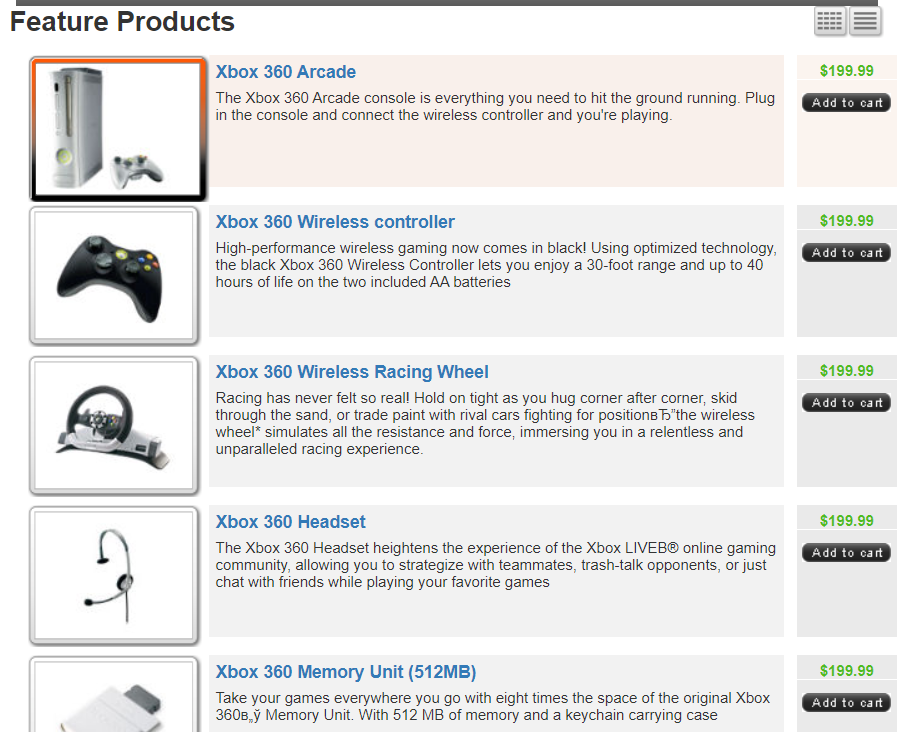 Feature Products
Xbox 360 Arcade
$199.99
The Xbox 360 Arcade console is everything you need to hit the ground running. Plug
in the console and connect the wireless controller and you're playing.
Add to cart
Xbox 360 Wireless controller
$199.99
High-performance wireless gaming now comes in black! Using optimized technology,
the black Xbox 360 Wireless Controller lets you enjoy a 30-foot range and up to 40
hours of life on the two included AA batteries
Add to cart
Xbox 360 Wireless Racing Wheel
$199.99
Racing has never felt so real! Hold on tight as you hug corner after corner, skid
through the sand, or trade paint with rival cars fighting for positionвЂ”the wireless
wheel* simulates all the resistance and force, immersing you in a relentless and
unparalleled racing experience.
Add to cart
Xbox 360 Headset
$199.99
The Xbox 360 Headset heightens the experience of the Xbox LIVEВ® online gaming
community, allowing you to strategize with teammates, trash-talk opponents, or just
chat with friends while playing your favorite games
Add to cart
Xbox 360 Memory Unit (512MB)
$199.99
Take your games everywhere you go with eight times the space of the original Xbox
360в„ў Memory Unit. With 512 MB of memory and a keychain carrying case
Add to cart